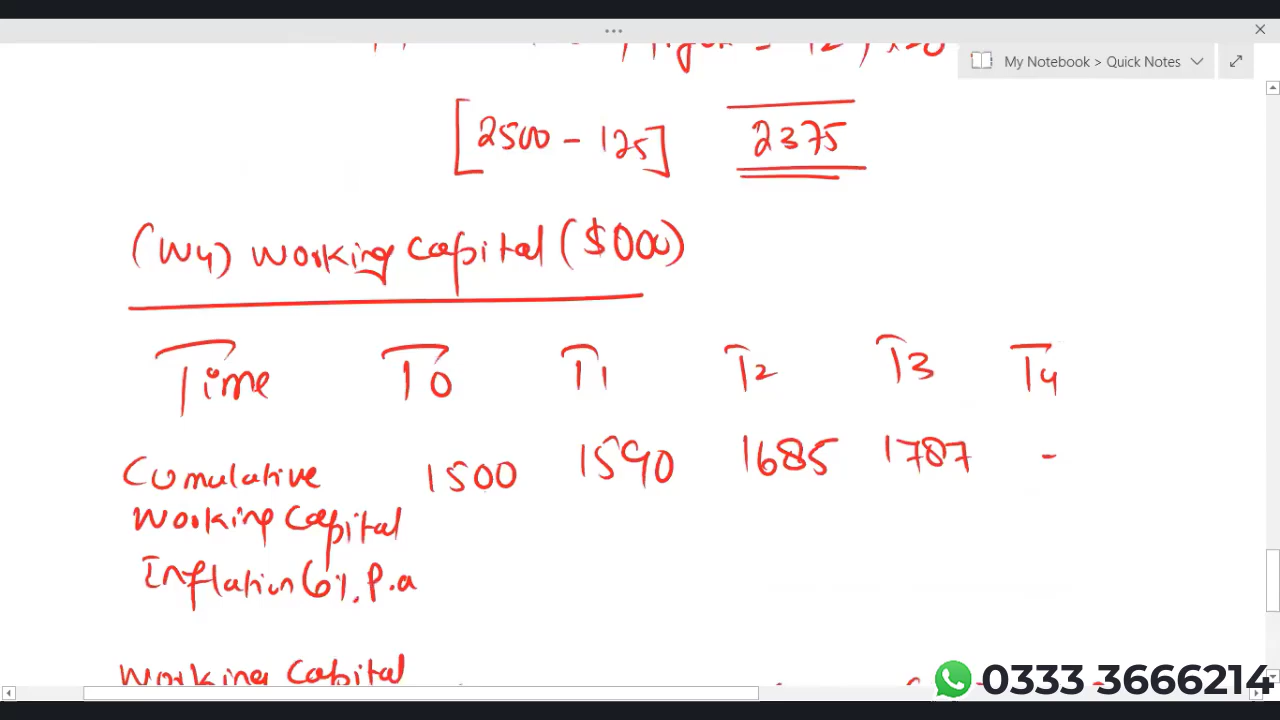 My Notebook > Quick Notes
[2500 - 125] 2375
(W4) Working Capital ($000)
Time T0 T1 T2 T3 T4
Cumulative 1500 1590 1685 1787 -
Working Capital
Inflation 6% P.a
Working Capital
0333 3666214